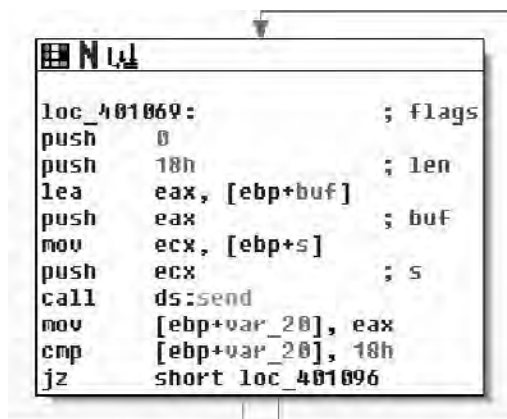 loc_401069: ; flags
push 0
push 18h ; len
lea eax, [ebp+buf]
push eax ; buf
mov ecx, [ebp+s]
push ecx ; s
call ds:send
mov [ebp+var_20], eax
cmp [ebp+var_20], 18h
jz short loc_401096